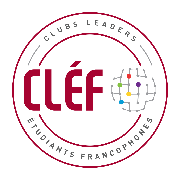 CLUBS LEADERS
CLÉF
ÉTUDIANTS FRANCOPHONES